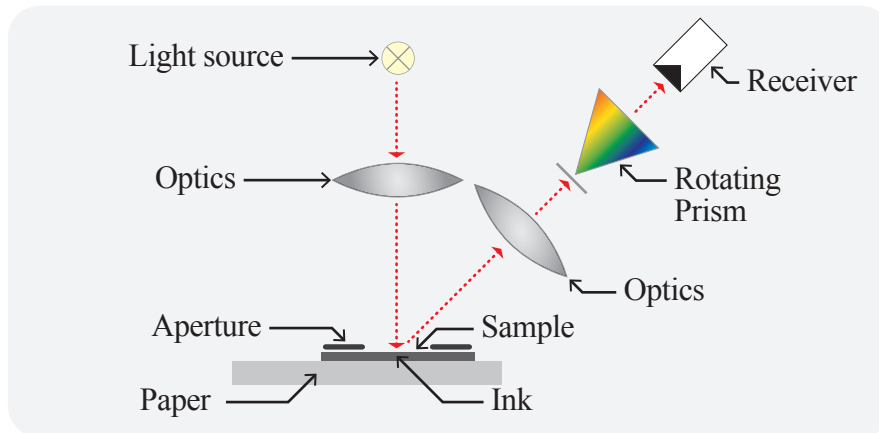 Light source
Receiver
Optics
Rotating
Prism
Optics
Aperture
Sample
Paper
Ink